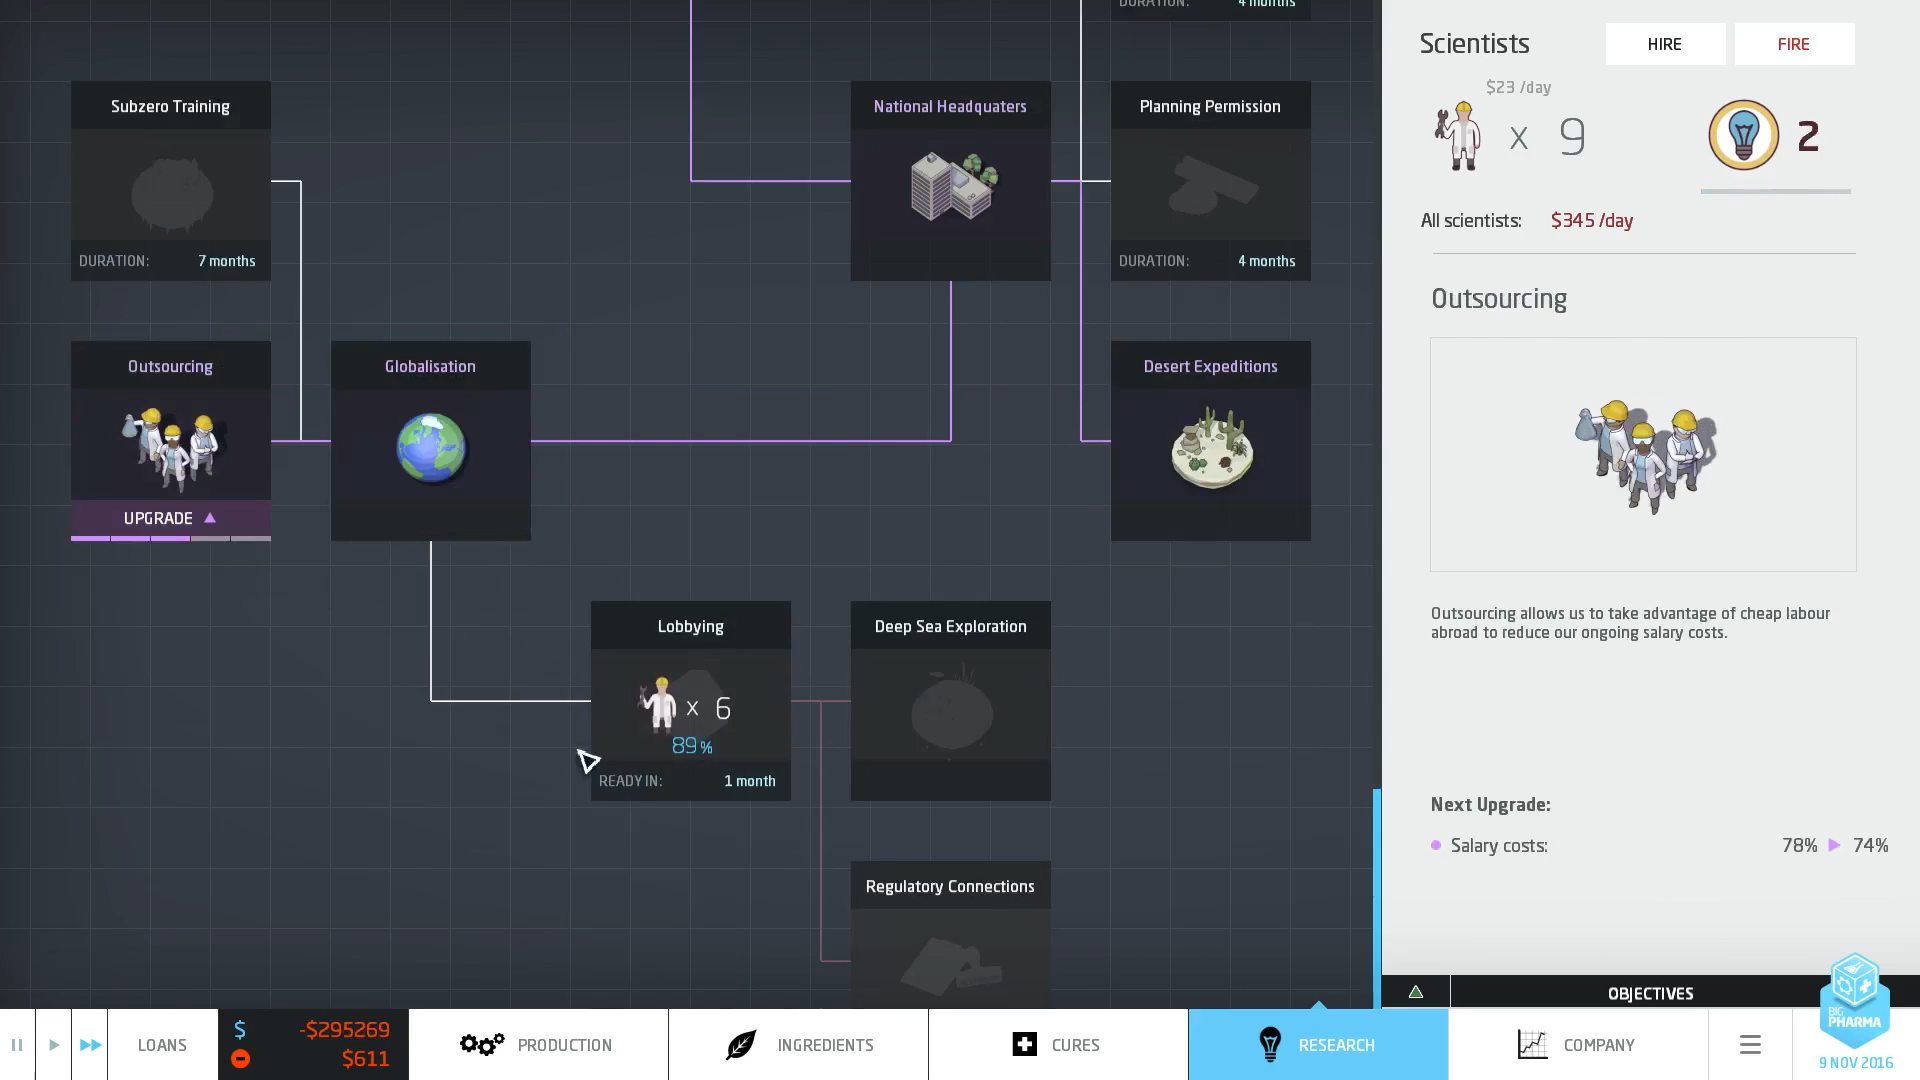 DURATION: 4 months
Scientists
HIRE
FIRE
$23 /day
x 9
2
All scientists: $345 /day
Subzero Training
DURATION: 7 months
National Headquaters
Planning Permission
DURATION: 4 months
Outsourcing
UPGRADE
Globalisation
Desert Expeditions
Lobbying
x 6
89 %
READY IN: 1 month
Deep Sea Exploration
Regulatory Connections
Outsourcing
Outsourcing allows us to take advantage of cheap labour
abroad to reduce our ongoing salary costs.
Next Upgrade:
Salary costs: 78% 74%
OBJECTIVES
BIG
PHARMA
9 NOV 2016
LOANS
$ -$295269
$611
PRODUCTION
INGREDIENTS
CURES
RESEARCH
COMPANY